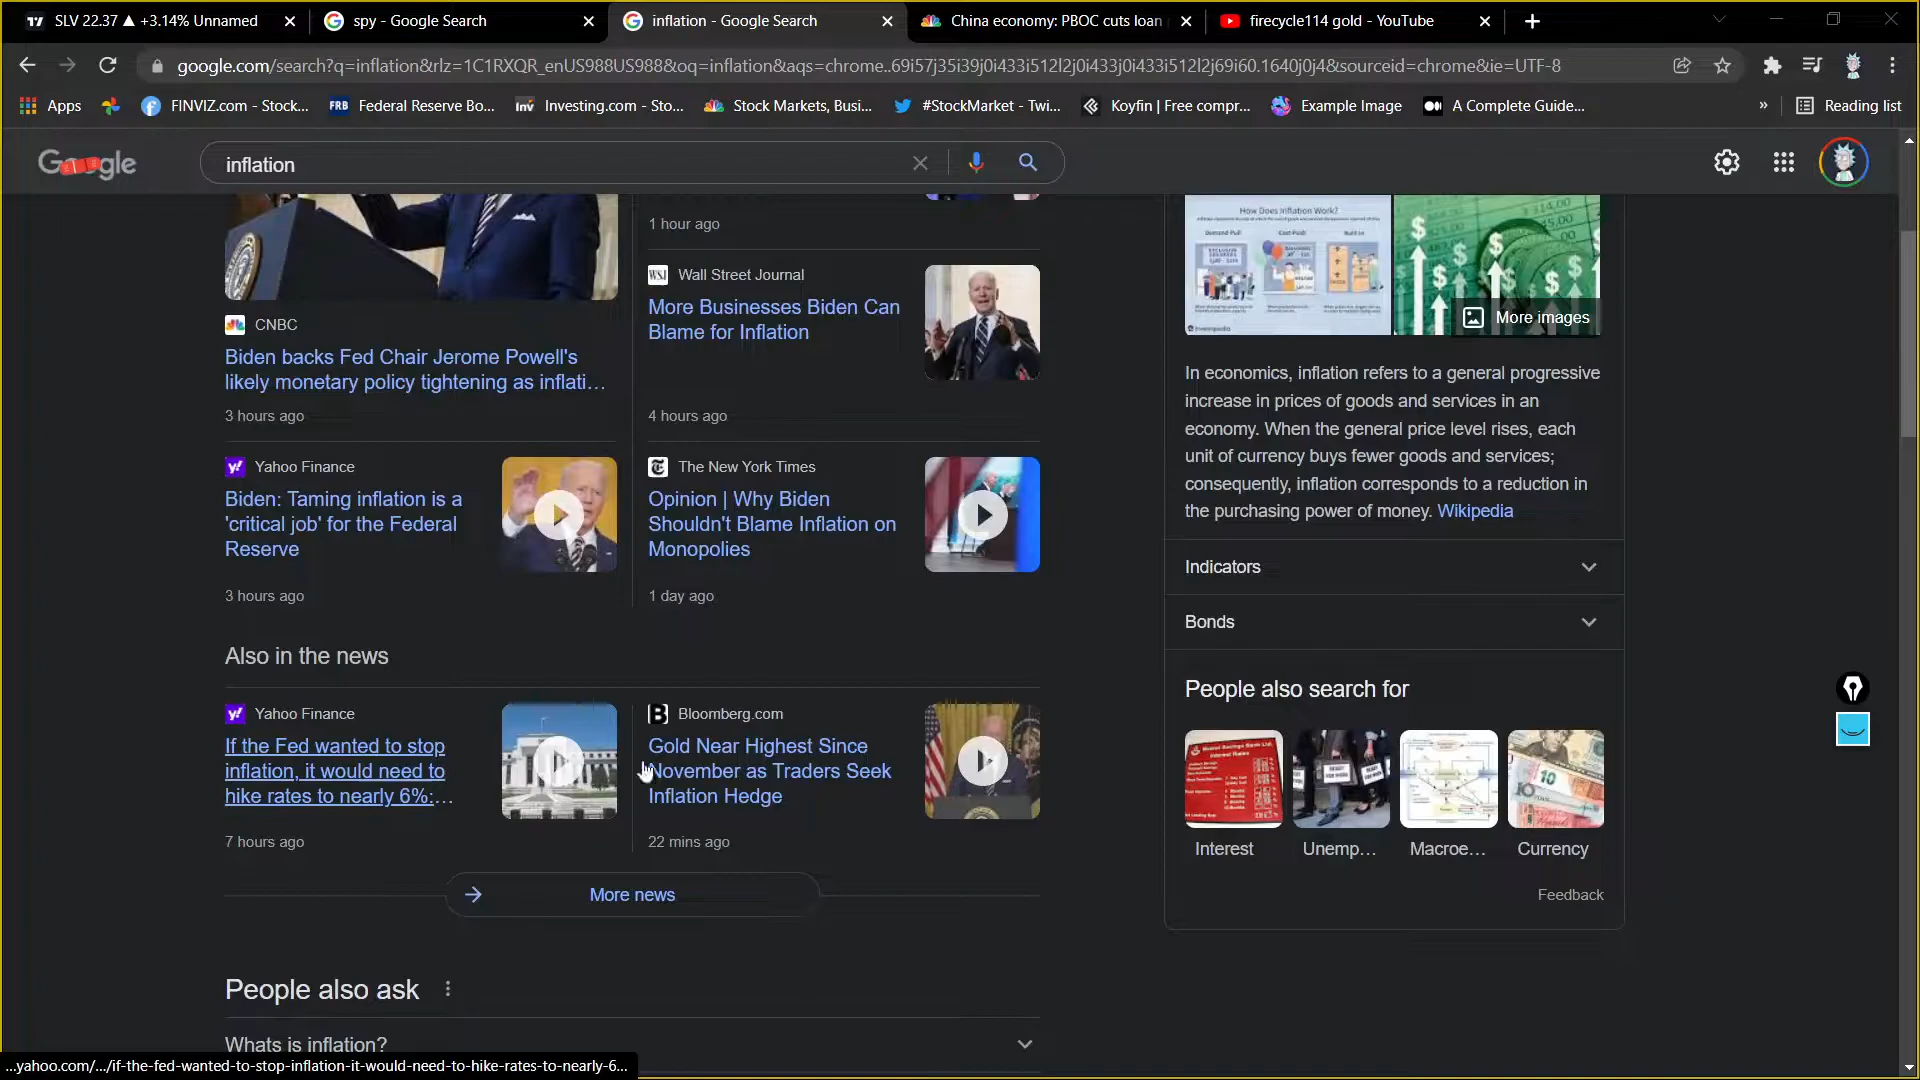 SLV 22.37 ▲ +3.14% Unnamed
spy - Google Search
inflation - Google Search
China economy: PBOC cuts loan
firecycle114 gold - YouTube
google.com/search?q=inflation&rlz=1C1RXQR_enUS988US988&oq=inflation&aqs=chrome..69i57j35i39j0i433i512l2j0i433j0i433i512l2j69i60.1640j0j4&sourceid=chrome&ie=UTF-8
Apps
FINVIZ.com - Stock...
FRB Federal Reserve Bo...
Inv Investing.com - Sto...
Stock Markets, Busi...
#StockMarket - Twi...
Koyfin | Free compr...
Example Image
A Complete Guide...
»
Reading list
Google
inflation
1 hour ago
CNBC
Biden backs Fed Chair Jerome Powell's
likely monetary policy tightening as inflati...
3 hours ago
WSJ Wall Street Journal
More Businesses Biden Can
Blame for Inflation
4 hours ago
y! Yahoo Finance
Biden: Taming inflation is a
'critical job' for the Federal
Reserve
3 hours ago
The New York Times
Opinion | Why Biden
Shouldn't Blame Inflation on
Monopolies
1 day ago
Also in the news
y! Yahoo Finance
If the Fed wanted to stop
inflation, it would need to
hike rates to nearly 6%:...
7 hours ago
B Bloomberg.com
Gold Near Highest Since
November as Traders Seek
Inflation Hedge
22 mins ago
More news
People also ask
Whats is inflation?
...yahoo.com/.../if-the-fed-wanted-to-stop-inflation-it-would-need-to-hike-rates-to-nearly-6...
How Does Inflation Work?
Demand-Pull
Cost-Push
Built-in
More images
In economics, inflation refers to a general progressive
increase in prices of goods and services in an
economy. When the general price level rises, each
unit of currency buys fewer goods and services;
consequently, inflation corresponds to a reduction in
the purchasing power of money. Wikipedia
Indicators
Bonds
People also search for
Interest
Unemp...
Macroe...
Currency
Feedback